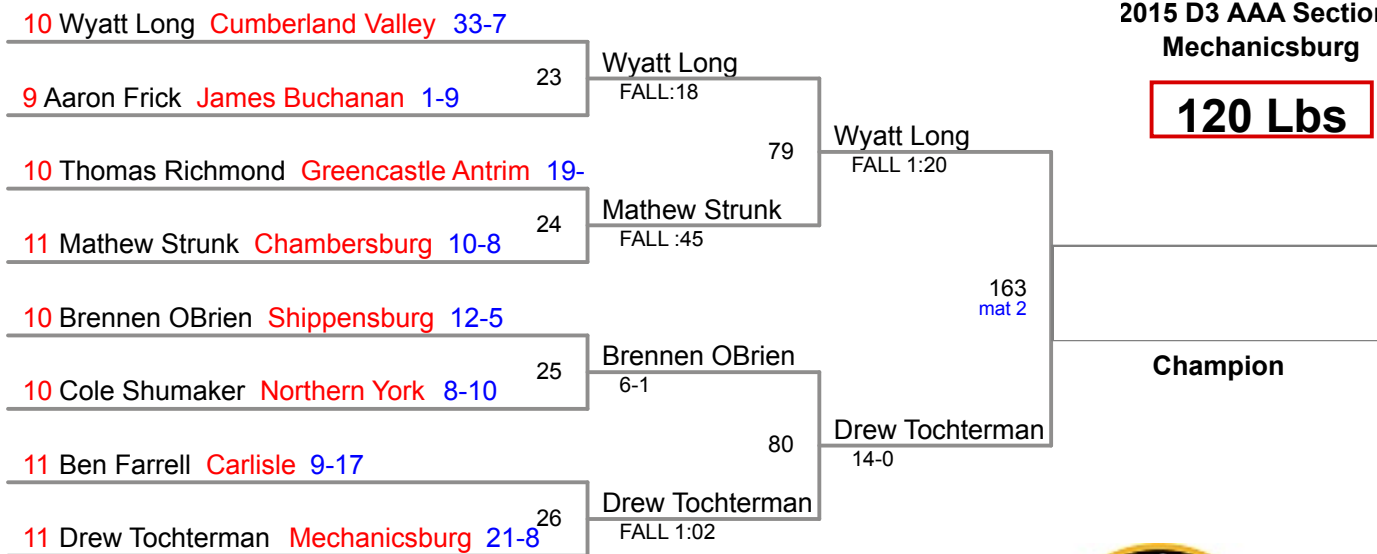 2015 D3 AAA Section
Mechanicsburg
120 Lbs
10 Wyatt Long Cumberland Valley 33-7
23
9 Aaron Frick James Buchanan 1-9
Wyatt Long
FALL:18
10 Thomas Richmond Greencastle Antrim 19-
24
11 Mathew Strunk Chambersburg 10-8
Mathew Strunk
FALL :45
79
Wyatt Long
FALL 1:20
10 Brennen OBrien Shippensburg 12-5
25
10 Cole Shumaker Northern York 8-10
Brennen OBrien
6-1
11 Ben Farrell Carlisle 9-17
26
11 Drew Tochterman Mechanicsburg 21-8
Drew Tochterman
FALL 1:02
80
Drew Tochterman
14-0
163
mat 2
Champion